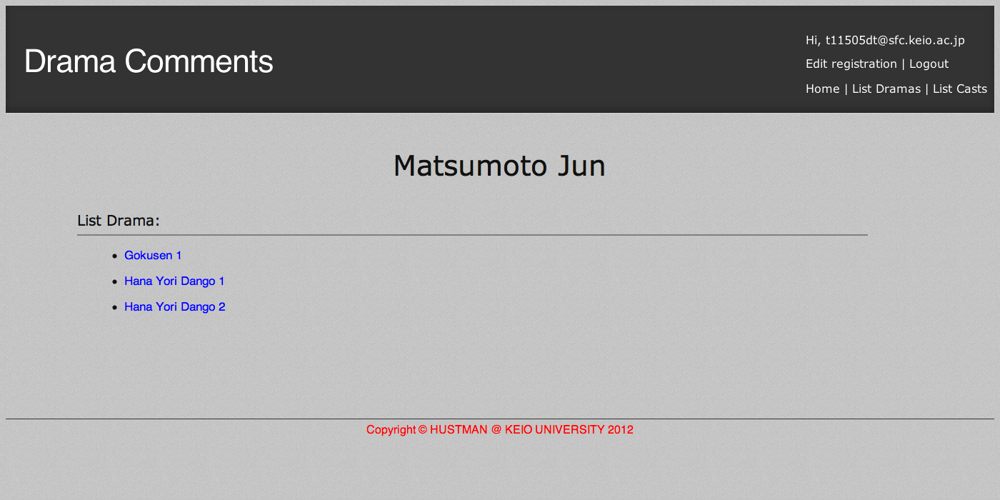 Drama Comments
Hi, t11505dt@sfc.keio.ac.jp
Edit registration | Logout
Home | List Dramas | List Casts
Matsumoto Jun
List Drama:
Gokusen 1
Hana Yori Dango 1
Hana Yori Dango 2
Copyright © HUSTMAN @ KEIO UNIVERSITY 2012